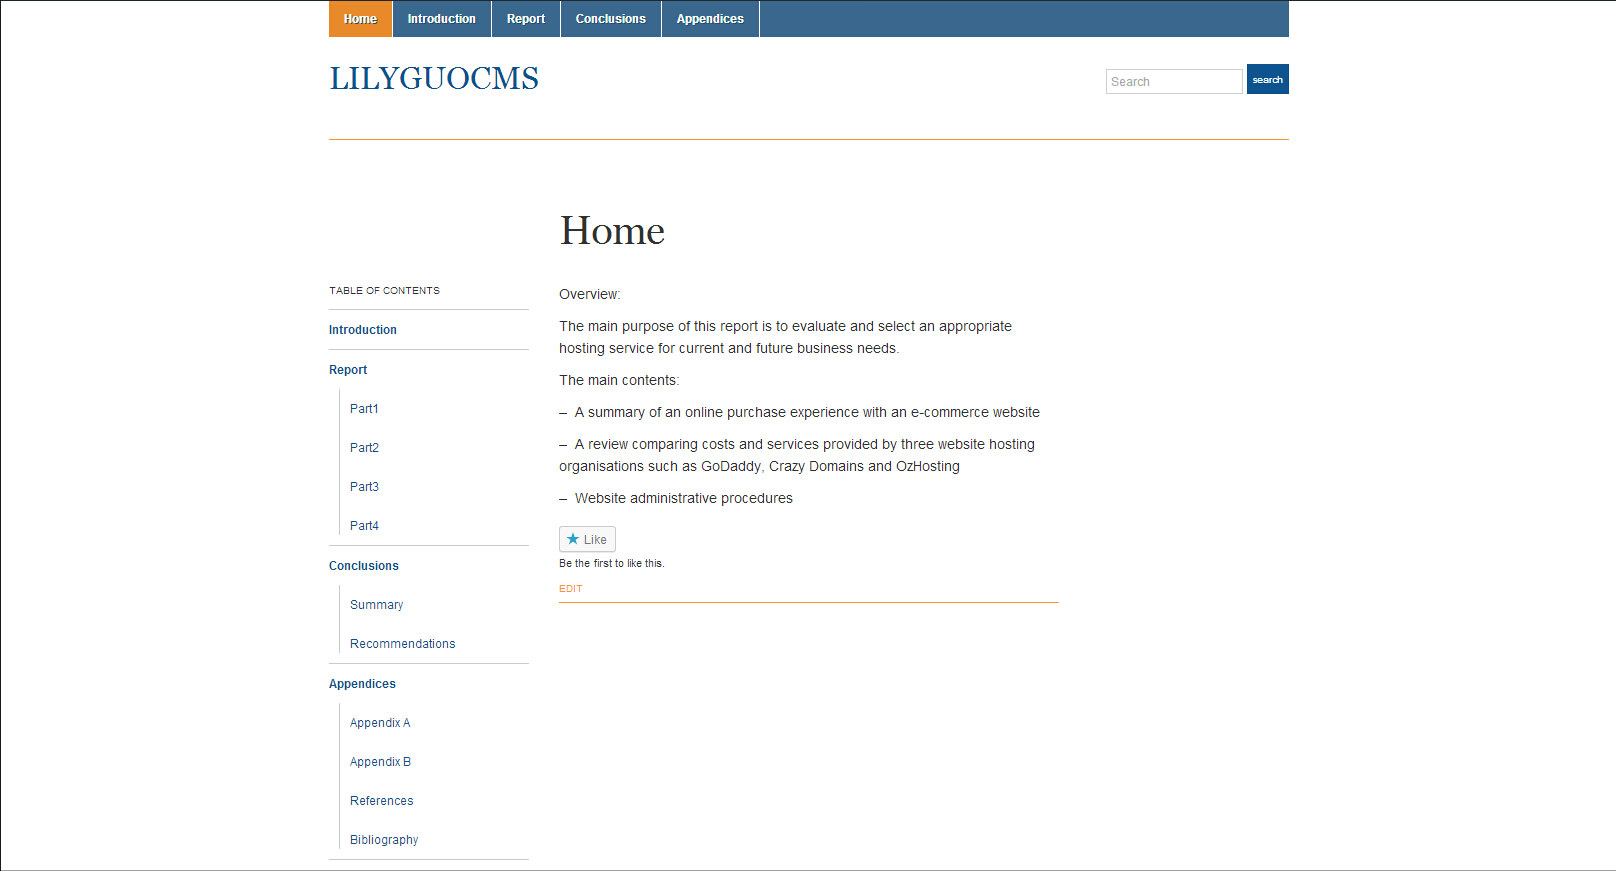 Home Introduction Report Conclusions Appendices
LILYGUOCMS
Search search
Home
TABLE OF CONTENTS
Introduction
Report
Part1
Part2
Part3
Part4
Conclusions
Summary
Recommendations
Appendices
Appendix A
Appendix B
References
Bibliography
Overview:
The main purpose of this report is to evaluate and select an appropriate
hosting service for current and future business needs.
The main contents:
– A summary of an online purchase experience with an e-commerce website
– A review comparing costs and services provided by three website hosting
organisations such as GoDaddy, Crazy Domains and OzHosting
– Website administrative procedures
Like
Be the first to like this.
EDIT